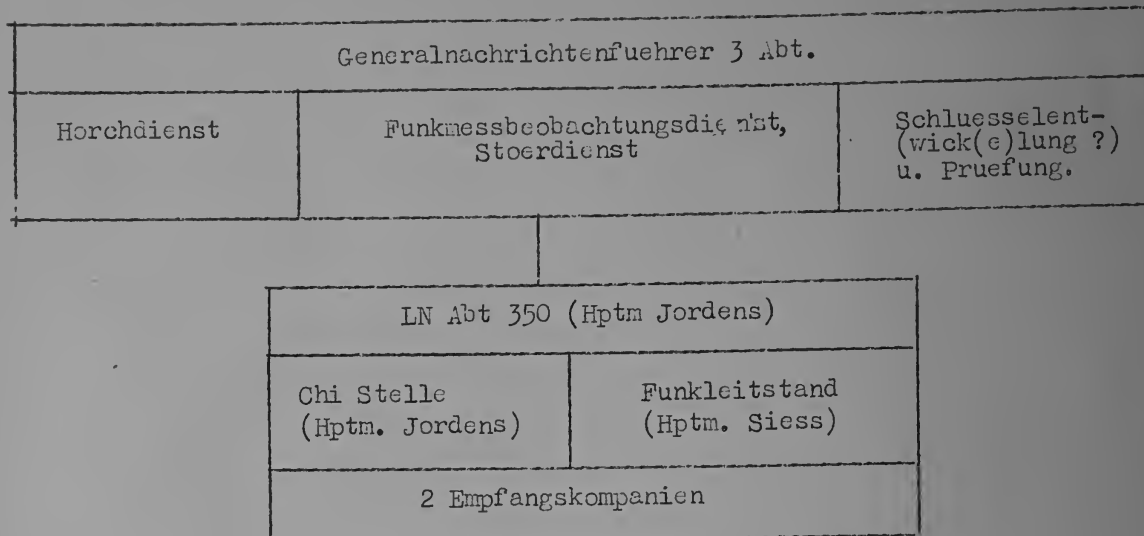 Generalnachrichtenfuehrer 3 Abt.
Horchdienst
Funkmessbeobachtungsdienst,
Stoerdienst
Schluesselent-
(wick(e)lung ?)
u. Pruefung.
LN Abt 350 (Hptm Jordens)
Chi Stelle
(Hptm. Jordens)
Funkleitstand
(Hptm. Siess)
2 Empfangskompanien